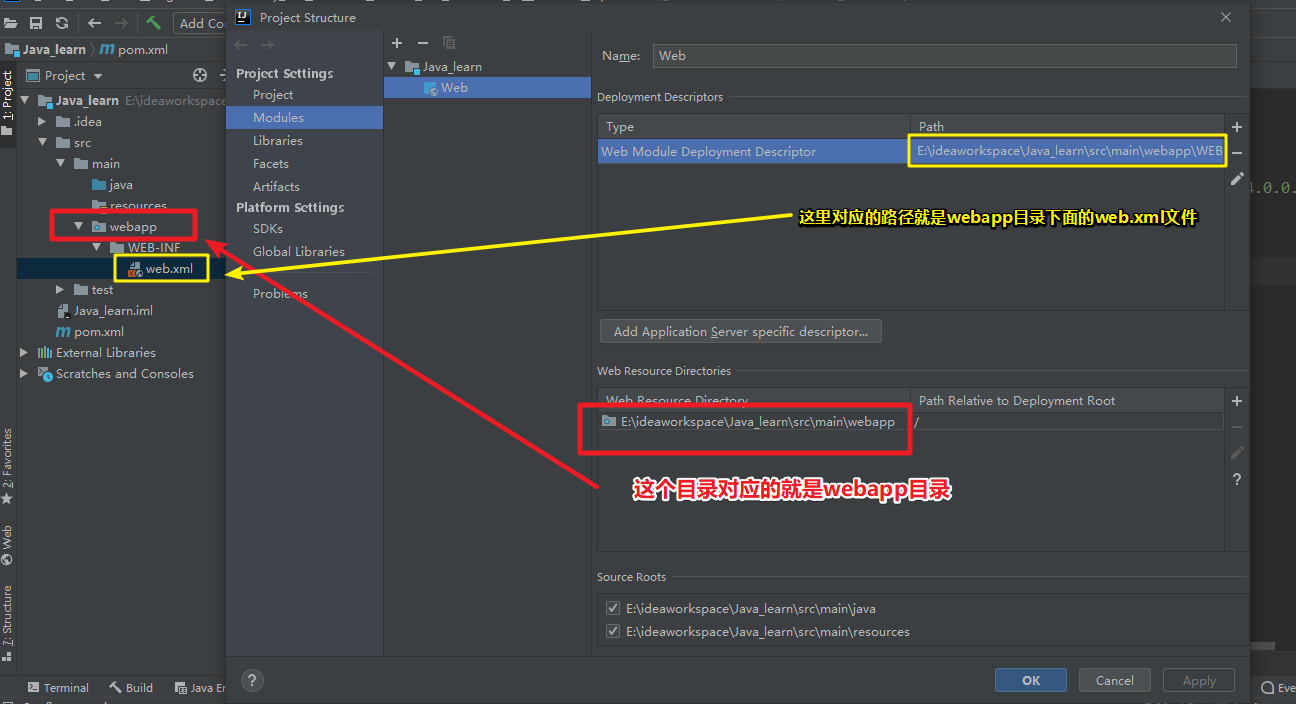 Project Structure
Add Co
Java_learn
pom.xml
Project
1: Project
Java_learn E:\ideaworkspace
.idea
src
main
java
resources
webapp
WEB-INF
web.xml
test
Java_learn.iml
pom.xml
External Libraries
Scratches and Consoles
2: Favorites
Web
7: Structure
Terminal
Build
Java En
Project Settings
Project
Modules
Libraries
Facets
Artifacts
Platform Settings
SDKs
Global Libraries
Problems
Java_learn
Web
Name: Web
Deployment Descriptors
Type Path
Web Module Deployment Descriptor E:\ideaworkspace\Java_learn\src\main\webapp\WEB
4.0.0.
这里对应的路径就是webapp目录下面的web.xml文件
Add Application Server specific descriptor...
Web Resource Directories
Web Resource Directory Path Relative to Deployment Root
E:\ideaworkspace\Java_learn\src\main\webapp /
这个目录对应的就是webapp目录
Source Roots
E:\ideaworkspace\Java_learn\src\main\java
E:\ideaworkspace\Java_learn\src\main\resources
OK Cancel Apply
Eve